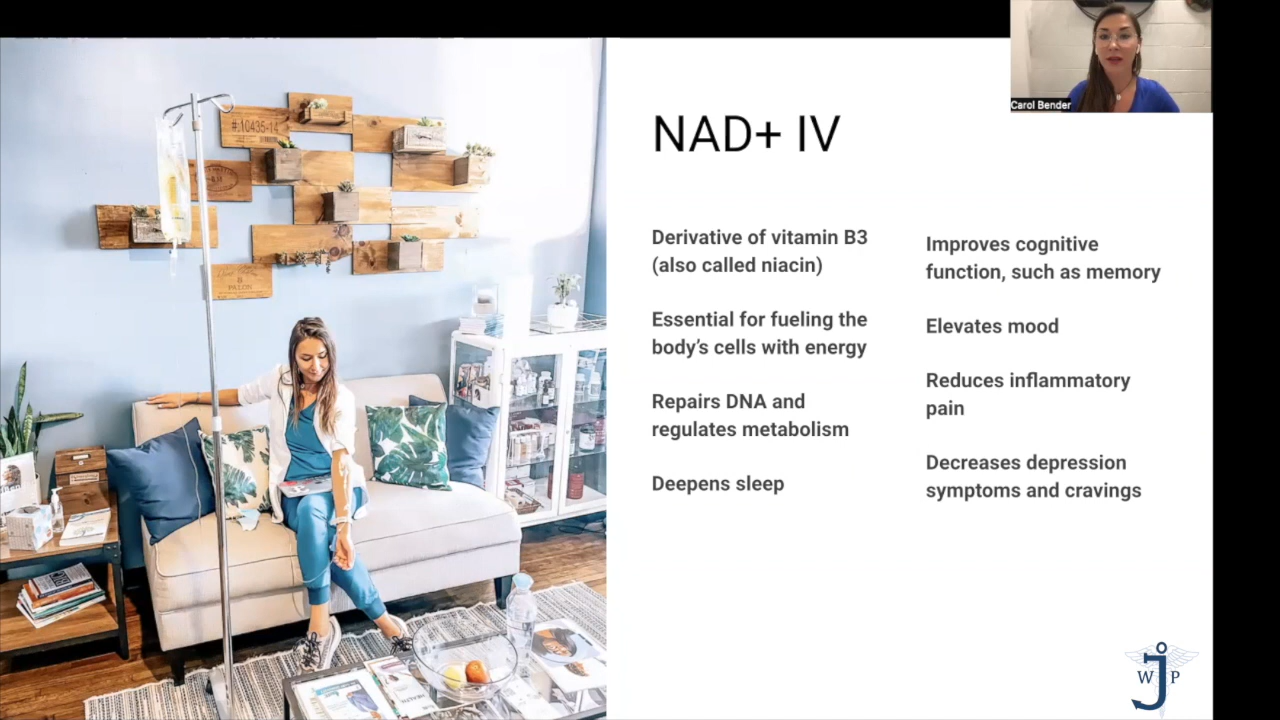 Carol Bender
NAD+ IV
Derivative of vitamin B3
(also called niacin)
Essential for fueling the
body's cells with energy
Repairs DNA and
regulates metabolism
Deepens sleep
Improves cognitive
function, such as memory
Elevates mood
Reduces inflammatory
pain
Decreases depression
symptoms and cravings
#:10435-14
W J P